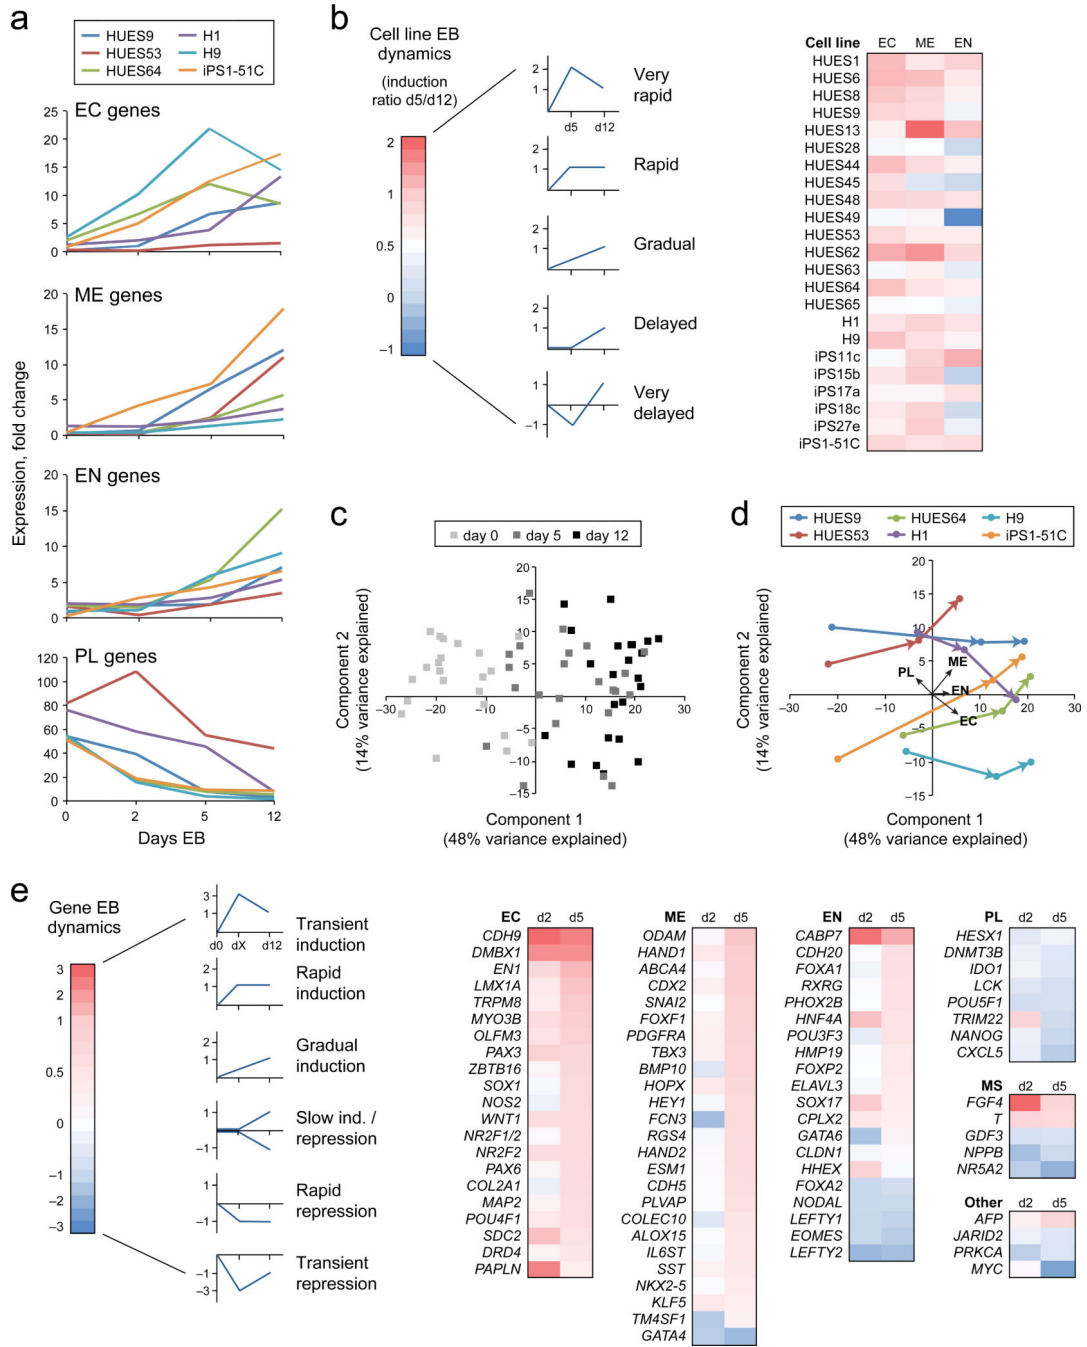 a
HUES9 H1
HUES53 H9
HUES64 iPS1-51C
EC genes
25
20
15
10
5
0
ME genes
20
15
10
5
0
EN genes
20
15
10
5
0
PL genes
120
100
80
60
40
20
0
0 2 5 12
Days EB
Expression, fold change
b
Cell line EB
dynamics
(induction
ratio d5/d12)
2
1
0.5
0
−1
2
1
d5 d12
Very
rapid
2
1
Rapid
2
1
Gradual
2
1
Delayed
1
−1
Very
delayed
Cell line EC ME EN
HUES1
HUES6
HUES8
HUES9
HUES13
HUES28
HUES44
HUES45
HUES48
HUES49
HUES53
HUES62
HUES63
HUES64
HUES65
H1
H9
iPS11c
iPS15b
iPS17a
iPS18c
iPS27e
iPS1-51C
c
day 0 day 5 day 12
20
15
10
5
0
−5
−10
−15
−30 −20 −10 10 20 30
Component 2
(14% variance explained)
Component 1
(48% variance explained)
d
HUES9 HUES64 H9
HUES53 H1 iPS1-51C
20
15
10
5
−5
−10
−15
−30 −20 −10 0 10 20 30
PL
ME
EN
EC
Component 2
(14% variance explained)
Component 1
(48% variance explained)
e
Gene EB
dynamics
3
2
1
0.5
0
−1
−2
−3
3
1
d0 dX d12
Transient
induction
2
1
Rapid
induction
2
1
Gradual
induction
1
−1
Slow ind. /
repression
1
−1
Rapid
repression
−1
−3
Transient
repression
EC d2 d5
CDH9
DMBX1
EN1
LMX1A
TRPM8
MYO3B
OLFM3
PAX3
ZBTB16
SOX1
NOS2
WNT1
NR2F1/2
NR2F2
PAX6
COL2A1
MAP2
POU4F1
SDC2
DRD4
PAPLN
ME d2 d5
ODAM
HAND1
ABCA4
CDX2
SNAI2
FOXF1
PDGFRA
TBX3
BMP10
HOPX
HEY1
FCN3
RGS4
HAND2
ESM1
CDH5
PLVAP
COLEC10
ALOX15
IL6ST
SST
NKX2-5
KLF5
TM4SF1
GATA4
EN d2 d5
CABP7
CDH20
FOXA1
RXRG
PHOX2B
HNF4A
POU3F3
HMP19
FOXP2
ELAVL3
SOX17
CPLX2
GATA6
CLDN1
HHEX
FOXA2
NODAL
LEFTY1
EOMES
LEFTY2
PL d2 d5
HESX1
DNMT3B
IDO1
LCK
POU5F1
TRIM22
NANOG
CXCL5
MS d2 d5
FGF4
T
GDF3
NPPB
NR5A2
Other d2 d5
AFP
JARID2
PRKCA
MYC